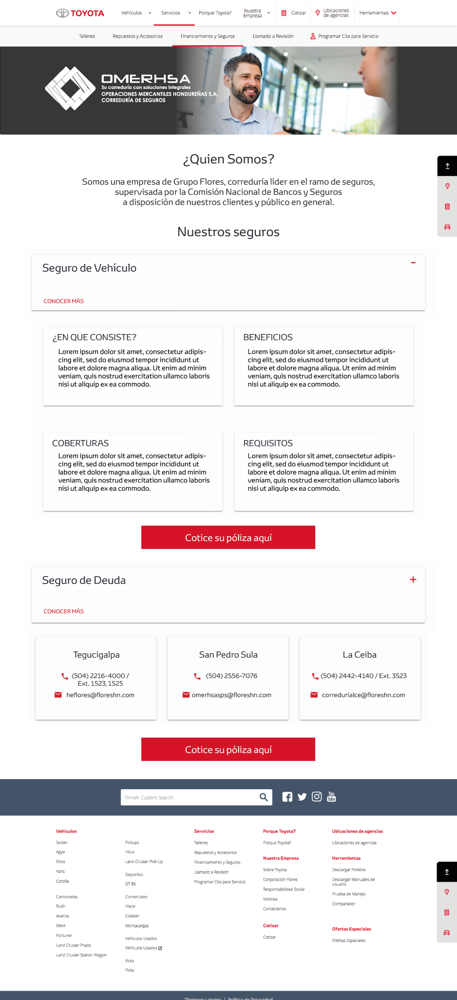 TOYOTA
Vehículos
Servicios
Porque Toyota?
Nuestra
Empresa
Cotizar
Ubicaciones
de agencias
Herramientas
Talleres
Repuestos y Accesorios
Financiamiento y Seguros
Llamado a Revisión
Programar Cita para Servicio
OMERHSA
Su correduría con soluciones integrales
OPERACIONES MERCANTILES HONDUREÑAS S.A.
CORREDURÍA DE SEGUROS
¿Quien Somos?
Somos una empresa de Grupo Flores, correduría líder en el ramo de seguros,
supervisada por la Comisión Nacional de Bancos y Seguros
a disposición de nuestros clientes y público en general.
Nuestros seguros
Seguro de Vehículo
-
CONOCER MÁS
¿EN QUE CONSISTE?
Lorem ipsum dolor sit amet, consectetur adipis-
cing elit, sed do eiusmod tempor incididunt ut
labore et dolore magna aliqua. Ut enim ad minim
veniam, quis nostrud exercitation ullamco laboris
nisi ut aliquip ex ea commodo.
BENEFICIOS
Lorem ipsum dolor sit amet, consectetur adipis-
cing elit, sed do eiusmod tempor incididunt ut
labore et dolore magna aliqua. Ut enim ad minim
veniam, quis nostrud exercitation ullamco laboris
nisi ut aliquip ex ea commodo.
COBERTURAS
Lorem ipsum dolor sit amet, consectetur adipis-
cing elit, sed do eiusmod tempor incididunt ut
labore et dolore magna aliqua. Ut enim ad minim
veniam, quis nostrud exercitation ullamco laboris
nisi ut aliquip ex ea commodo.
REQUISITOS
Lorem ipsum dolor sit amet, consectetur adipis-
cing elit, sed do eiusmod tempor incididunt ut
labore et dolore magna aliqua. Ut enim ad minim
veniam, quis nostrud exercitation ullamco laboris
nisi ut aliquip ex ea commodo.
Cotice su póliza aquí
Seguro de Deuda
+
CONOCER MÁS
Tegucigalpa
(504) 2216-4000 /
Ext. 1523, 1525
heflores@floreshn.com
San Pedro Sula
(504) 2556-7076
omerhsasps@floreshn.com
La Ceiba
(504) 2442-4140 / Ext. 3523
correduríalce@floreshn.com
Cotice su póliza aquí
Google Custom Search
You
Tube
Vehículos
Sedan
Agya
Etios
Yaris
Corolla
Camionetas
Rush
Avanza
RAV4
Fortuner
Land Cruiser Prado
Land Cruiser Station Wagon
Pickups
Hilux
Land Cruiser Pick Up
Deportivo
GT 86
Comerciales
Hiace
Coaster
Montacargas
Vehículos Usados
Vehículos Usados
Flota
Flota
Servicios
Talleres
Repuestos y Accesorios
Financiamiento y Seguros
Llamado a Revisión
Programar Cita para Servicio
Porque Toyota?
Porque Toyota?
Nuestra Empresa
Sobre Toyota
Corporación Flores
Responsabilidad Social
Noticias
Contáctenos
Cotizar
Cotizar
Ubicaciones de agencias
Ubicaciones de agencias
Herramientas
Descargar Folletos
Descargar Manuales de
Usuario
Prueba de Manejo
Comparador
Ofertas Especiales
Ofertas Especiales
Términos Legales | Política de Privacidad